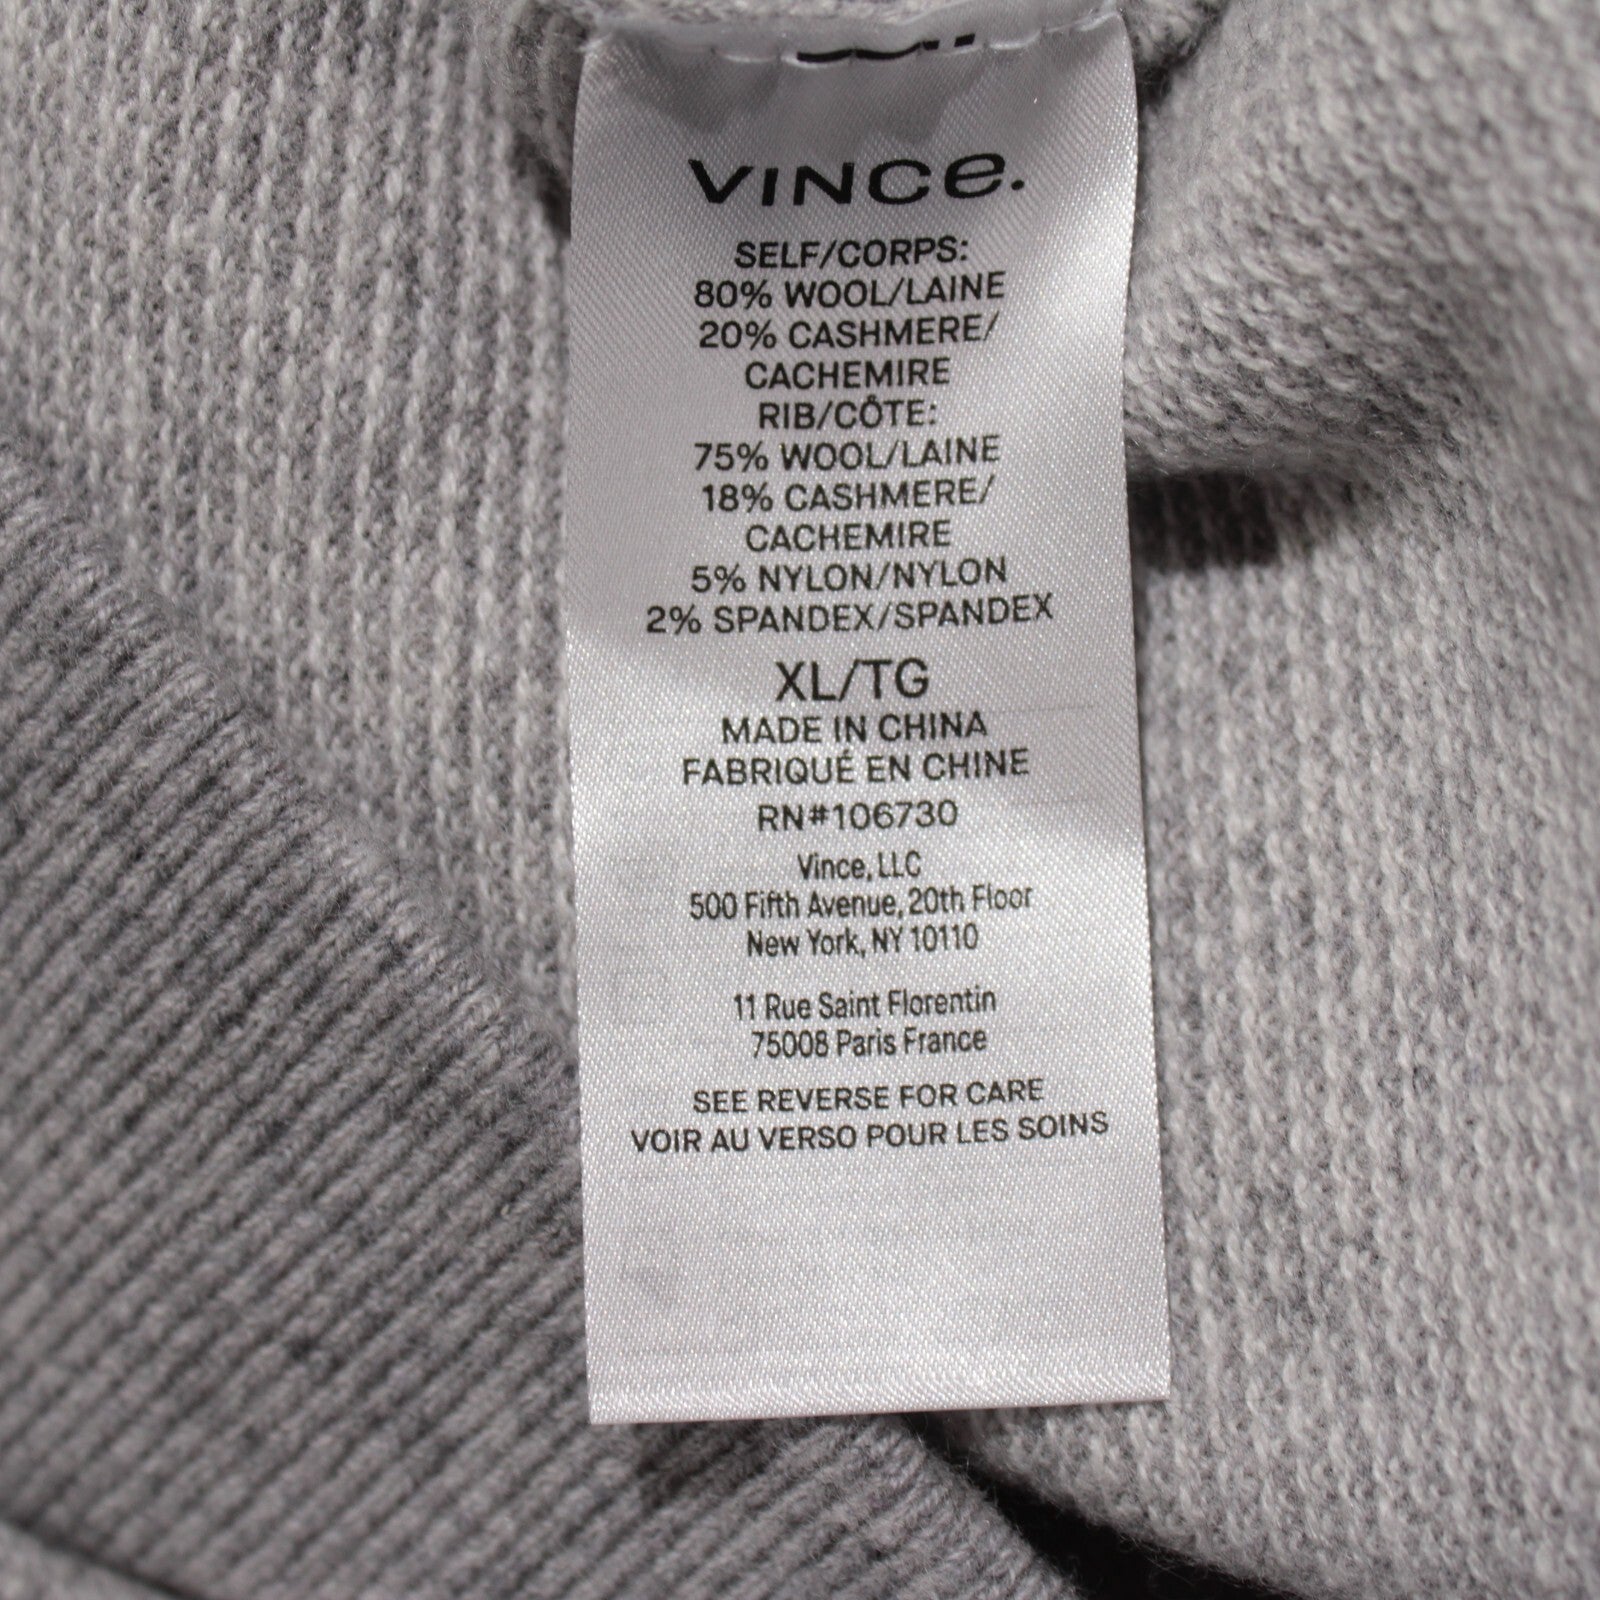 VINCe.
SELF/CORPS:
80% WOOL/LAINE
20% CASHMERE/
CACHEMIRE
RIB/CÔTE:
75% WOOL/LAINE
18% CASHMERE/
CACHEMIRE
5% NYLON/NYLON
2% SPANDEX/SPANDEX
XL/TG
MADE IN CHINA
FABRIQUÉ EN CHINE
RN#106730
Vince, LLC
500 Fifth Avenue, 20th Floor
New York, NY 10110
11 Rue Saint Florentin
75008 Paris France
SEE REVERSE FOR CARE
VOIR AU VERSO POUR LES SOINS